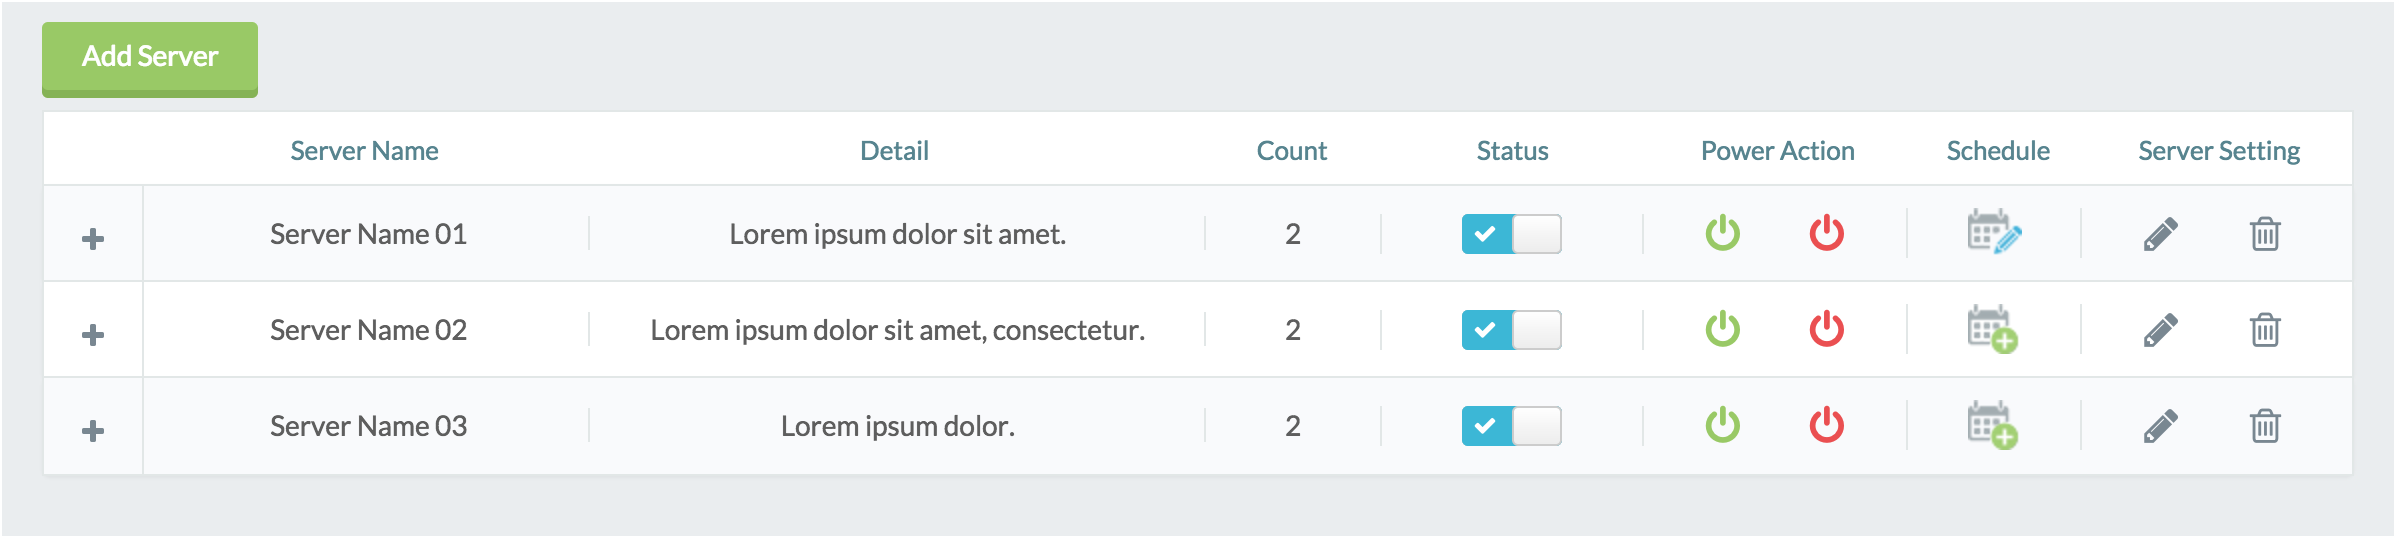 Add Server
Server Name Detail Count Status Power Action Schedule Server Setting
Server Name 01 Lorem ipsum dolor sit amet. 2
Server Name 02 Lorem ipsum dolor sit amet, consectetur. 2
Server Name 03 Lorem ipsum dolor. 2